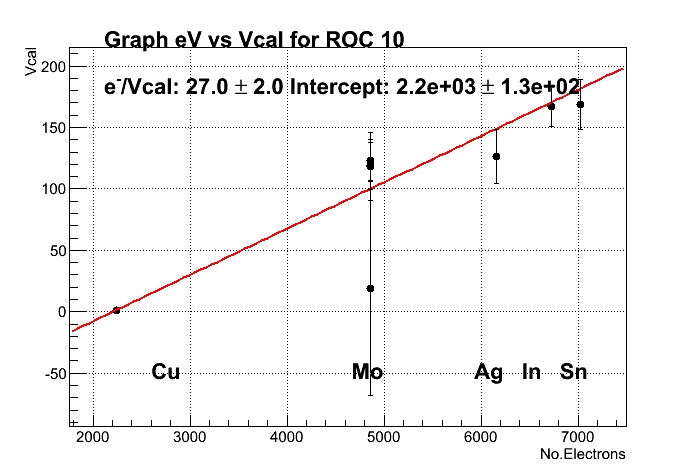 Graph eV vs Vcal for ROC 10
Vcal
e-/Vcal: 27.0 ± 2.0 Intercept: 2.2e+03 ± 1.3e+02
200
150
100
50
0
-50
Cu Mo Ag In Sn
2000 3000 4000 5000 6000 7000
No.Electrons